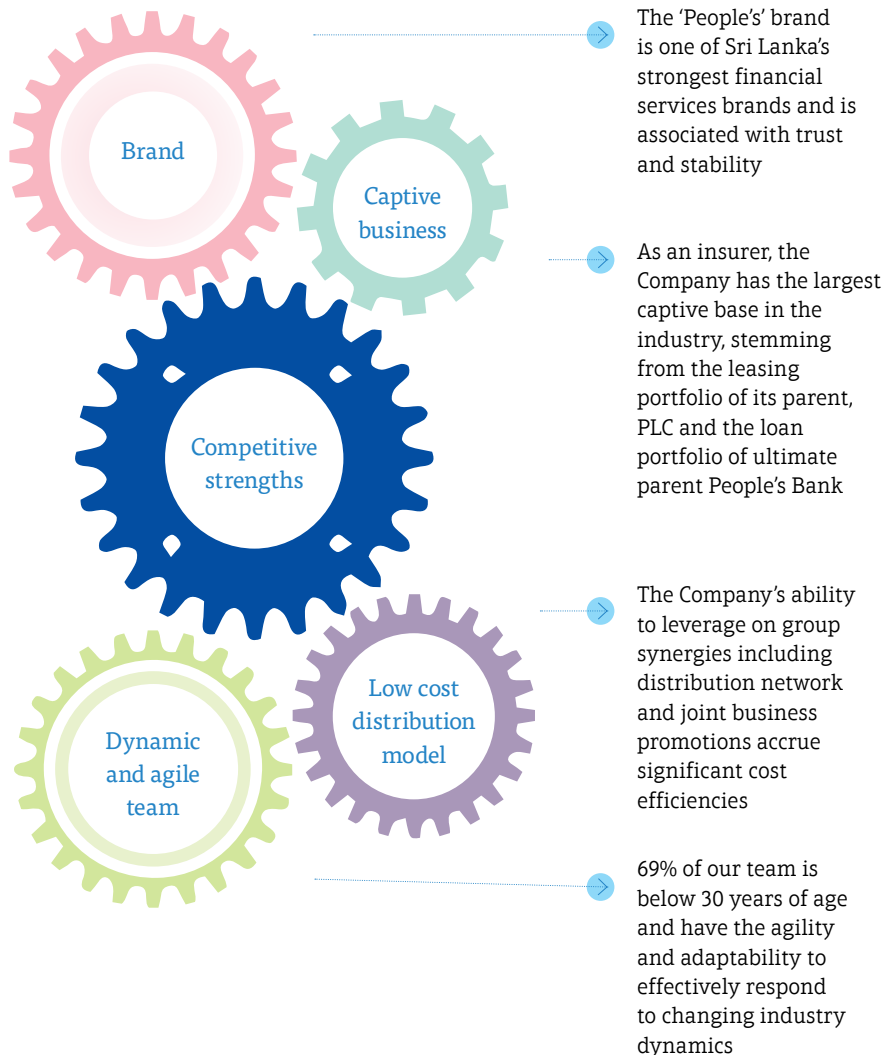 Brand
The ‘People’s’ brand
is one of Sri Lanka’s
strongest financial
services brands and is
associated with trust
and stability
Captive
business
As an insurer, the
Company has the largest
captive base in the
industry, stemming
from the leasing
portfolio of its parent,
PLC and the loan
portfolio of ultimate
parent People’s Bank
Competitive
strengths
Low cost
distribution
model
The Company’s ability
to leverage on group
synergies including
distribution network
and joint business
promotions accrue
significant cost
efficiencies
Dynamic
and agile
team
69% of our team is
below 30 years of age
and have the agility
and adaptability to
effectively respond
to changing industry
dynamics